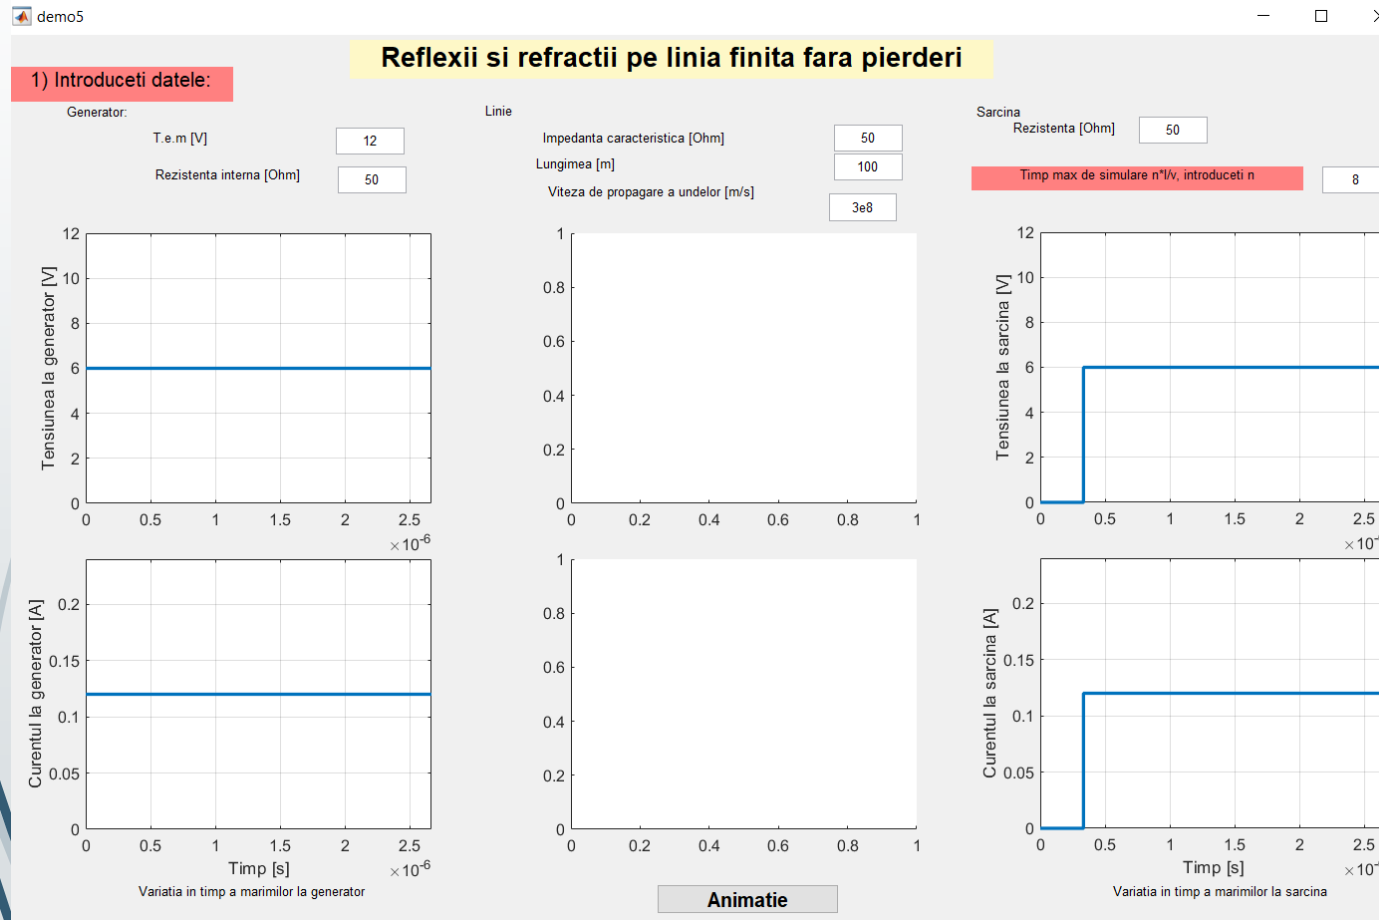 demo5
Reflexii si refractii pe linia finita fara pierderi
1) Introduceti datele:
Generator:
T.e.m [V]
12
Rezistenta interna [Ohm]
50
Linie
Impedanta caracteristica [Ohm]
50
Lungimea [m]
100
Viteza de propagare a undelor [m/s]
3e8
Sarcina
Rezistenta [Ohm]
50
Timp max de simulare n*l/v, introduceti n
8
Tensiunea la generator [V]
12
10
8
6
4
2
0
0 0.5 1 1.5 2 2.5
×10-6
1
0.8
0.6
0.4
0.2
0
0 0.2 0.4 0.6 0.8 1
Tensiunea la sarcina [V]
12
10
8
6
4
2
0
0 0.5 1 1.5 2 2.5
Curentul la generator [A]
0.2
0.15
0.1
0.05
0
0 0.5 1 1.5 2 2.5
Timp [s]
×10-6
Variatia in timp a marimilor la generator
1
0.8
0.6
0.4
0.2
0
0 0.2 0.4 0.6 0.8 1
Animatie
Curentul la sarcina [A]
0.2
0.15
0.1
0.05
0
0 0.5 1 1.5 2 2.5
Timp [s]
Variatia in timp a marimilor la sarcina